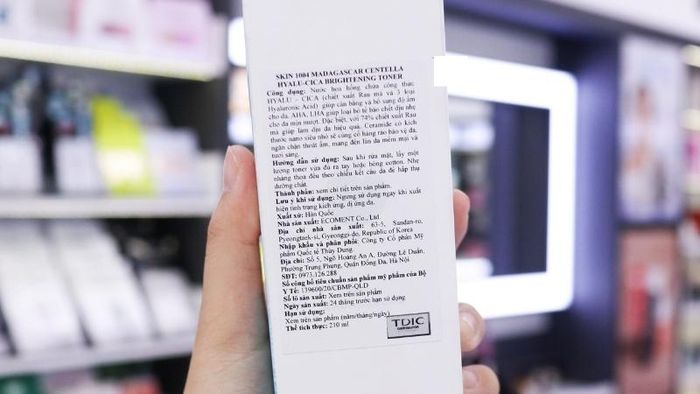 SKIN 1004 MADAGASCAR CENTELLA
HYALU-CICA BRIGHTENING TONER
Công dụng: Nước hoa hồng chứa công thức
HYALU - CICA (chiết xuất Rau má và 3 loại
Hyaluronic Acid) giúp cân bằng và bổ sung độ ẩm
cho da. AHA, LHA giúp loại bỏ tế bào chết dịu nhẹ
cho da mịn mượt. Đặc biệt, với 74% chiết xuất Rau
má giúp làm dịu da hiệu quả. Ceramide có kích
thước nano siêu nhỏ sẽ củng cố hàng rào bảo vệ da,
ngăn chặn thoát ẩm, mang đến làn da mềm mại và
tươi sáng.
Hướng dẫn sử dụng: Sau khi rửa mặt, lấy một
lượng toner vừa đủ ra tay hoặc bông cotton. Nhẹ
nhàng thoa đều theo chiều kết cấu da để hấp thụ
dưỡng chất.
Thành phần: xem chi tiết trên sản phẩm.
Lưu ý khi sử dụng: Ngưng sử dụng ngay khi xuất
hiện tình trạng kích ứng, dị ứng da.
Xuất xứ: Hàn Quốc
Nhà sản xuất: ECOMENT Co., Ltd.
Địa chỉ nhà sản xuất: 63-5, Sandan-ro,
Pyeongtaek-si, Gyeonggi-do, Republic of Korea
Nhập khẩu và phân phối: Công ty Cổ phần Mỹ
phẩm Quốc tế Thùy Dung.
Địa chỉ: Số 5, Ngõ Hoàng An A, Đường Lê Duẩn,
Phường Trung Phụng, Quận Đống Đa, Hà Nội
SĐT: 0973.126.288
Số công bố tiêu chuẩn sản phẩm mỹ phẩm của Bộ
Y Tế: 139600/20/CBMP-QLD
Số lô sản xuất: Xem trên sản phẩm
Ngày sản xuất: 24 tháng trước hạn sử dụng
Hạn sử dụng:
Xem trên sản phẩm (năm/tháng/ngày)
Thể tích thực: 210 ml
TDIC